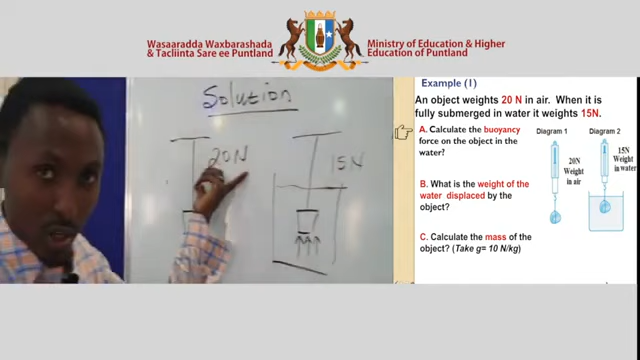 Wasaaradda Waxbarashada
& Tacliinta Sare ee Puntland
Ministry of Education & Higher
Education of Puntland
Solution
20N
15N
Example (1)
An object weights 20 N in air. When it is
fully submerged in water it weights 15N.
A. Calculate the buoyancy
force on the object in the
water?
B. What is the weight of the
water displaced by the
object?
C. Calculate the mass of the
object? (Take g= 10 N/kg)
Diagram 1
20N
Weight
in air
Diagram 2
15N
Weight
in water